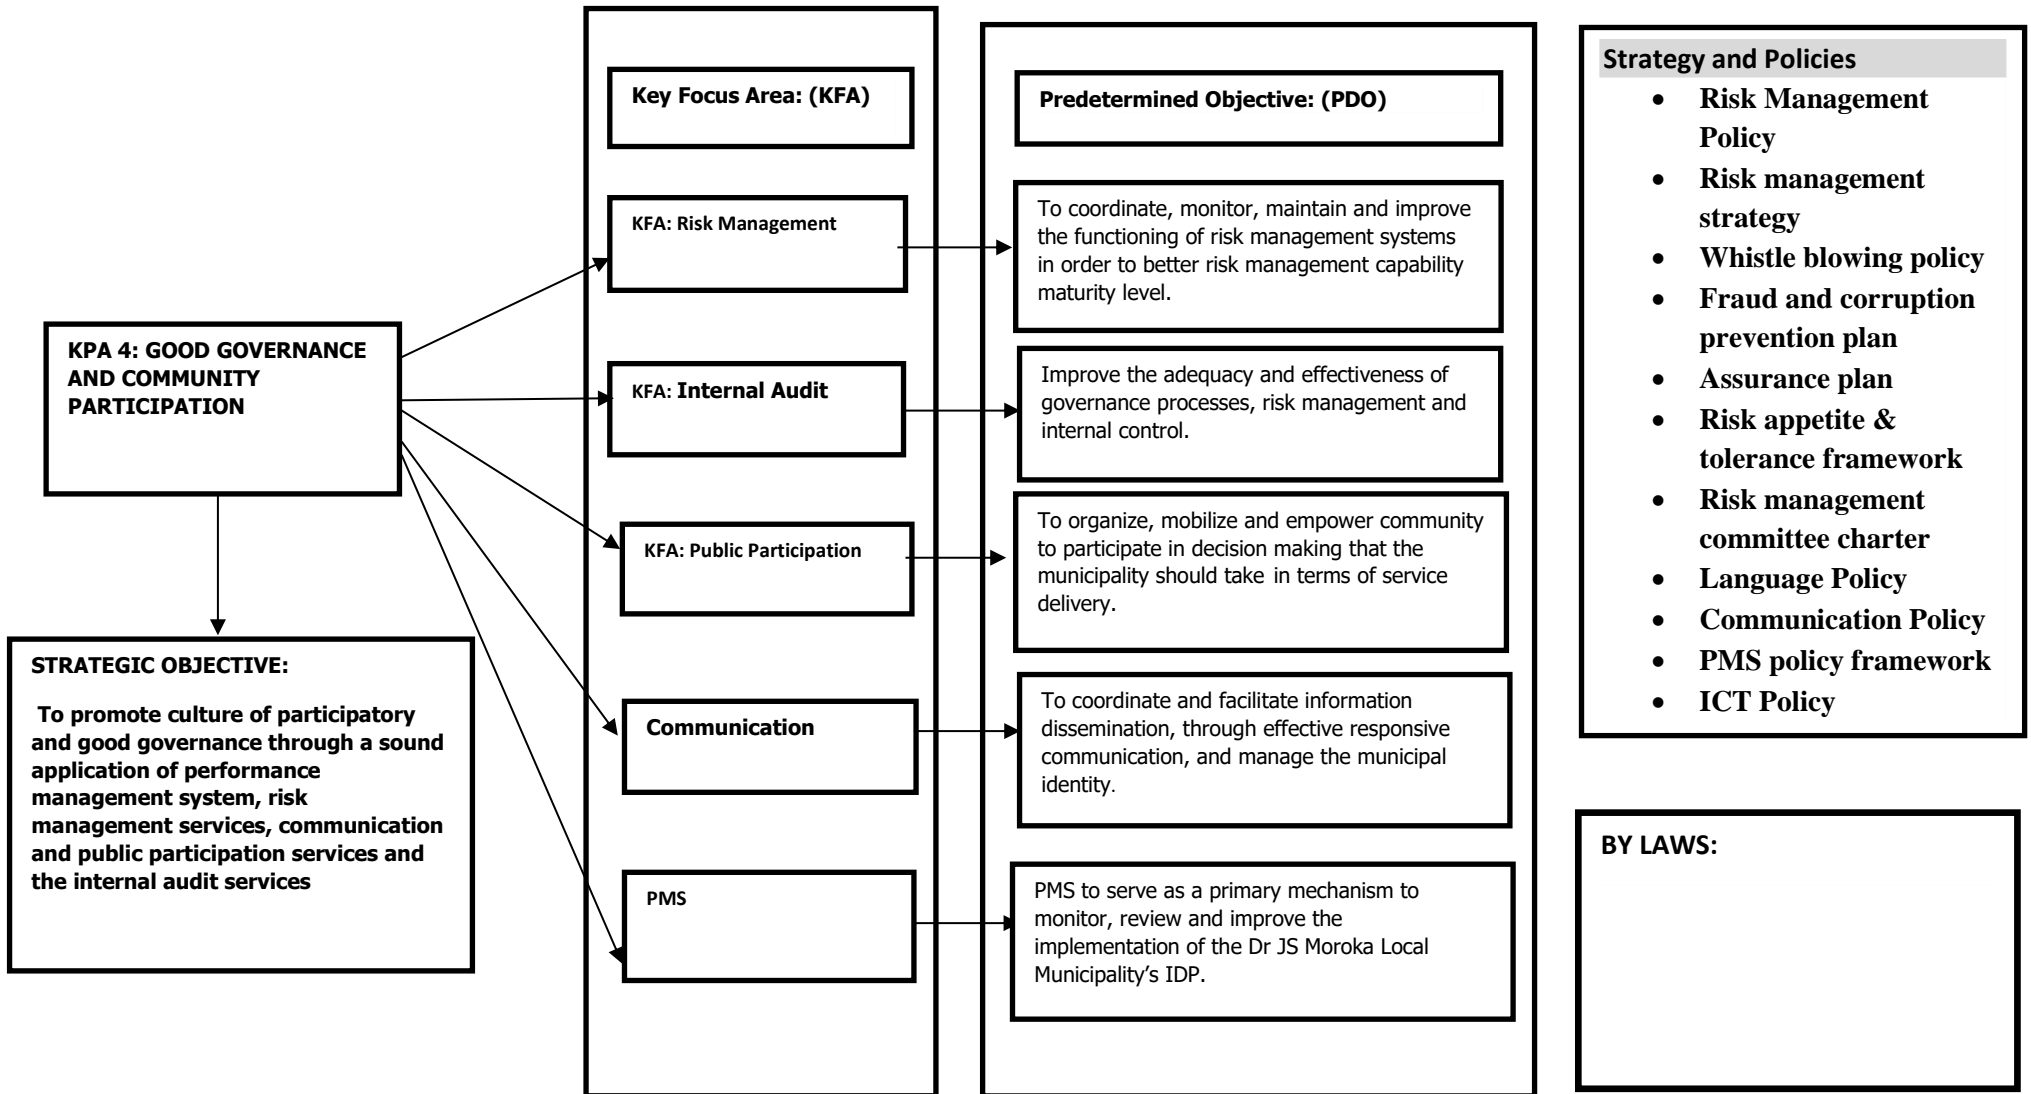 KPA 4: GOOD GOVERNANCE
AND COMMUNITY
PARTICIPATION
STRATEGIC OBJECTIVE:
To promote culture of participatory
and good governance through a sound
application of performance
management system, risk
management services, communication
and public participation services and
the internal audit services
Key Focus Area: (KFA)
KFA: Risk Management
KFA: Internal Audit
KFA: Public Participation
Communication
PMS
Predetermined Objective: (PDO)
To coordinate, monitor, maintain and improve
the functioning of risk management systems
in order to better risk management capability
maturity level.
Improve the adequacy and effectiveness of
governance processes, risk management and
internal control.
To organize, mobilize and empower community
to participate in decision making that the
municipality should take in terms of service
delivery.
To coordinate and facilitate information
dissemination, through effective responsive
communication, and manage the municipal
identity.
PMS to serve as a primary mechanism to
monitor, review and improve the
implementation of the Dr JS Moroka Local
Municipality’s IDP.
Strategy and Policies
• Risk Management
Policy
• Risk management
strategy
• Whistle blowing policy
• Fraud and corruption
prevention plan
• Assurance plan
• Risk appetite &
tolerance framework
• Risk management
committee charter
• Language Policy
• Communication Policy
• PMS policy framework
• ICT Policy
BY LAWS: